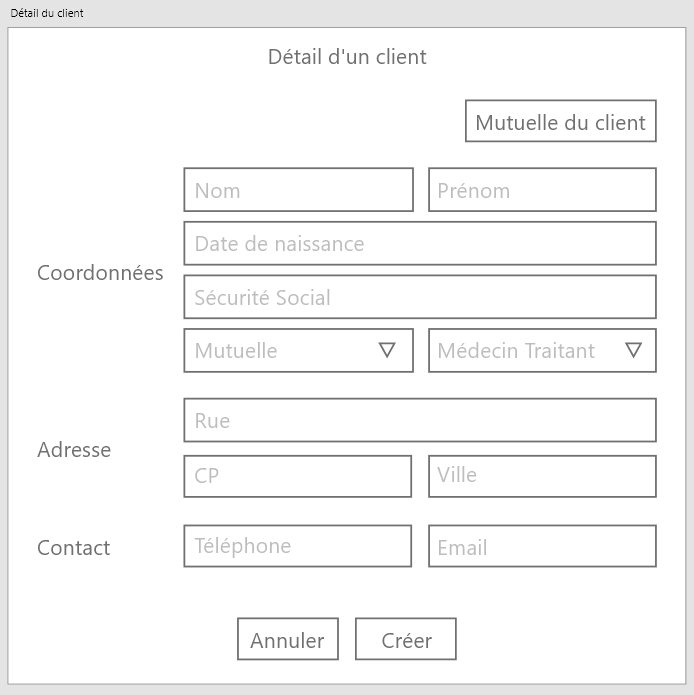 Détail du client
Détail d'un client
Mutuelle du client
Nom Prénom
Date de naissance
Coordonnées
Sécurité Social
Mutuelle Médecin Traitant
Rue
Adresse
CP Ville
Contact Téléphone Email
Annuler Créer